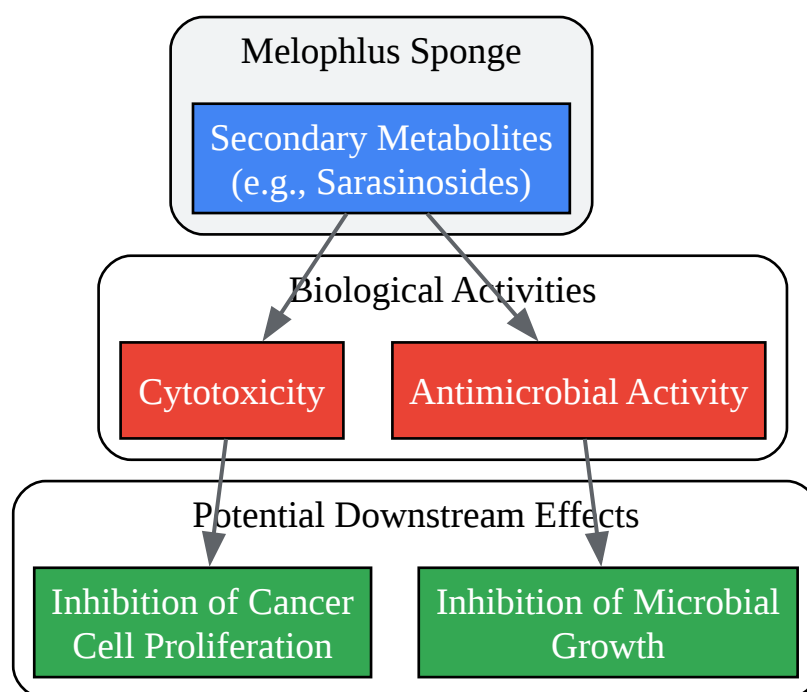 Melophlus Sponge
Secondary Metabolites
(e.g., Sarasinosides)
Biological Activities
Cytotoxicity
Antimicrobial Activity
Potential Downstream Effects
Inhibition of Cancer
Cell Proliferation
Inhibition of Microbial
Growth